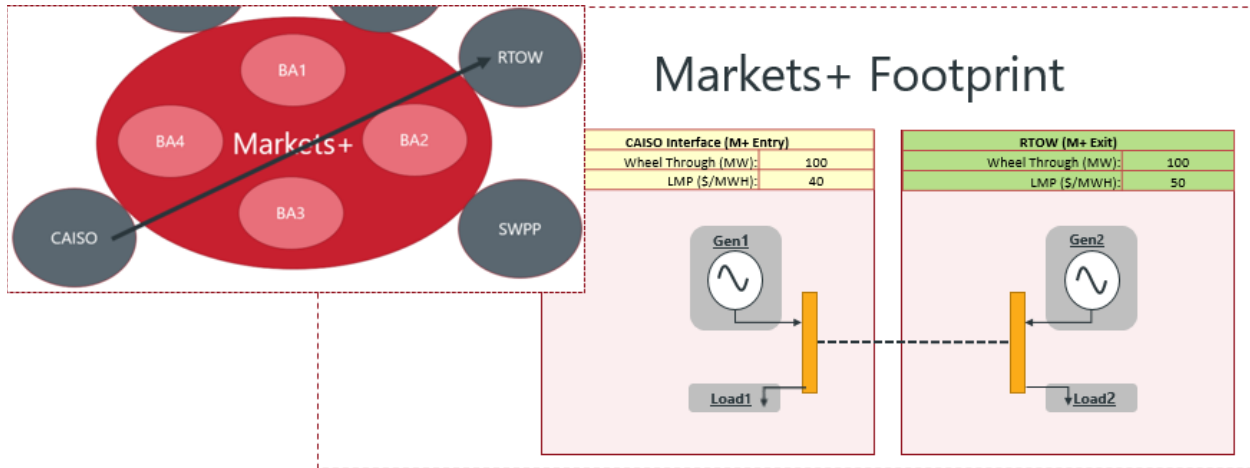 BA1
RTOW
BA4
Markets+
BA2
BA3
CAISO
SWPP
Markets+ Footprint
CAISO Interface (M+ Entry)
Wheel Through (MW): 100
LMP ($/MWH): 40
Gen1
Load1
RTOW (M+ Exit)
Wheel Through (MW): 100
LMP ($/MWH): 50
Gen2
Load2